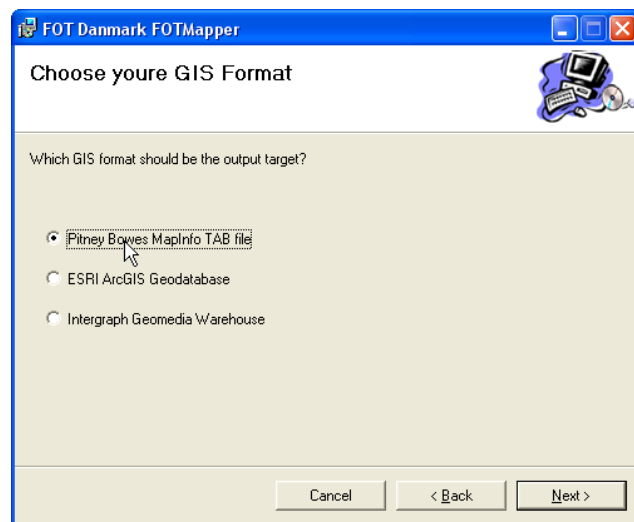 FOT Danmark FOTMapper
Choose youre GIS Format
Which GIS format should be the output target?
Pitney Bowes MapInfo TAB file
ESRI ArcGIS Geodatabase
Intergraph Geomedia Warehouse
Cancel
< Back
Next >